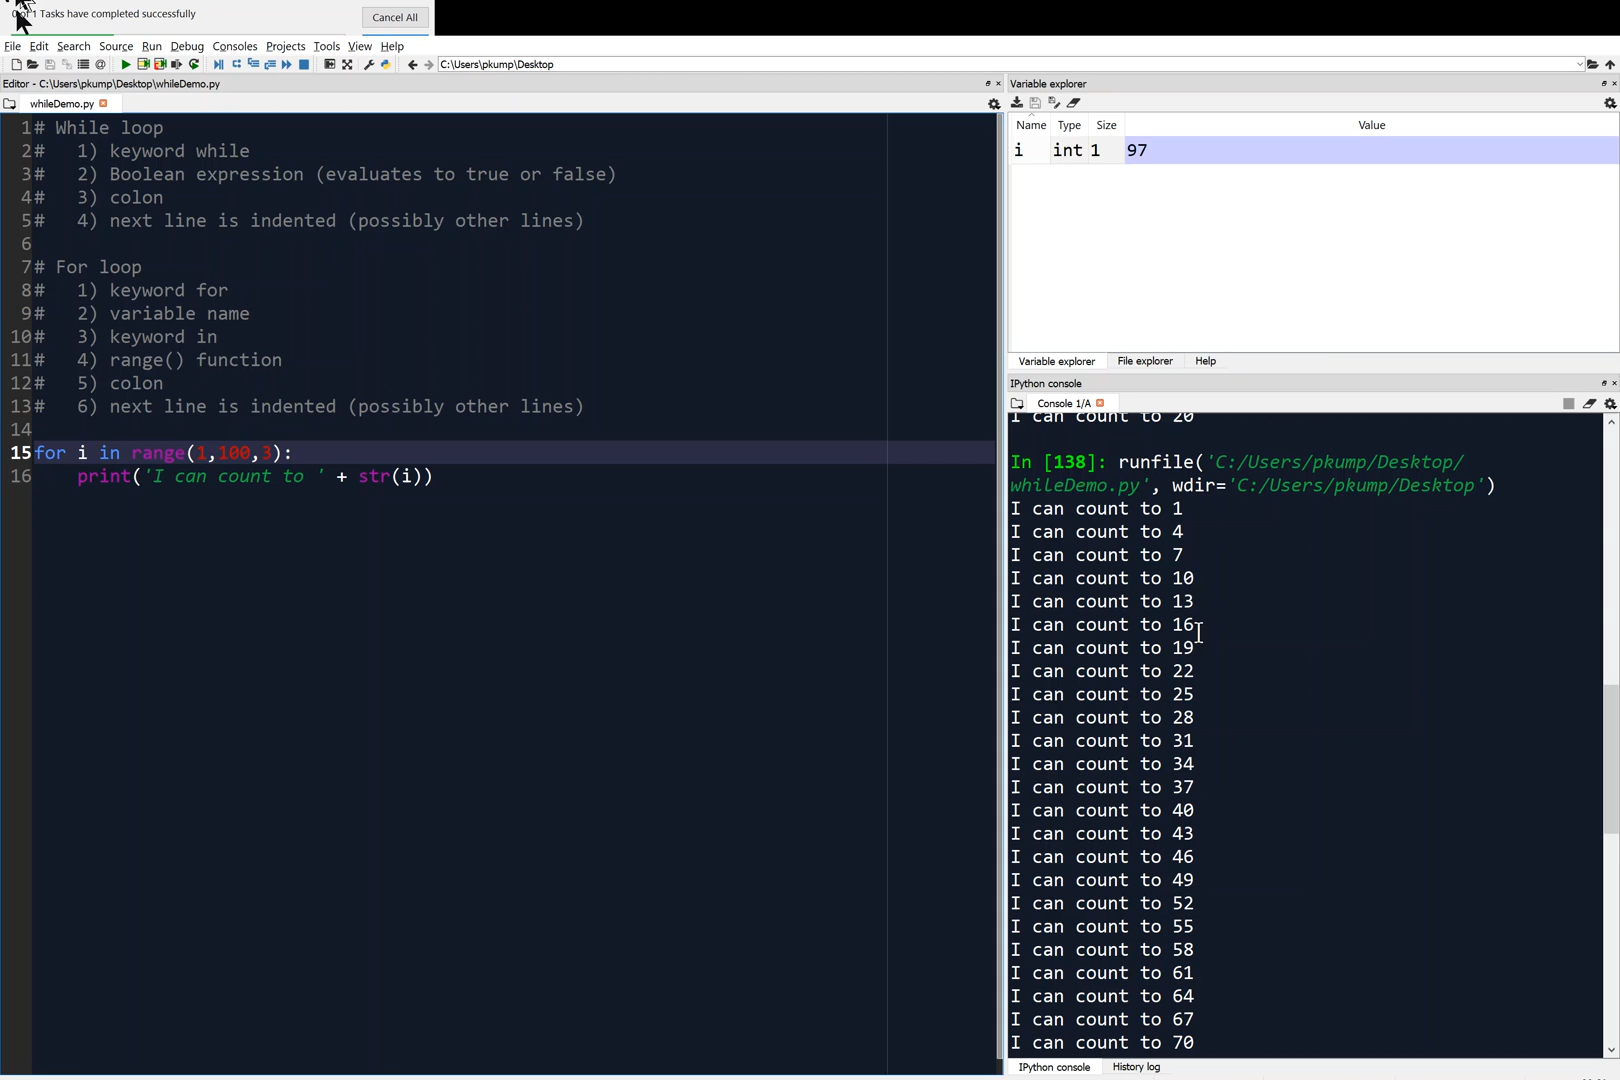 0 of 1 Tasks have completed successfully
Cancel All
File Edit Search Source Run Debug Consoles Projects Tools View Help
C:\Users\pkump\Desktop
Editor - C:\Users\pkump\Desktop\whileDemo.py
whileDemo.py
1# While loop
2#   1) keyword while
3#   2) Boolean expression (evaluates to true or false)
4#   3) colon
5#   4) next line is indented (possibly other lines)
6
7# For loop
8#   1) keyword for
9#   2) variable name
10#   3) keyword in
11#   4) range() function
12#   5) colon
13#   6) next line is indented (possibly other lines)
14
15for i in range(1,100,3):
16    print('I can count to ' + str(i))
Variable explorer
Name Type Size Value
i int 1 97
Variable explorer File explorer Help
IPython console
Console 1/A
I can count to 20
In [138]: runfile('C:/Users/pkump/Desktop/
whileDemo.py', wdir='C:/Users/pkump/Desktop')
I can count to 1
I can count to 4
I can count to 7
I can count to 10
I can count to 13
I can count to 16
I can count to 19
I can count to 22
I can count to 25
I can count to 28
I can count to 31
I can count to 34
I can count to 37
I can count to 40
I can count to 43
I can count to 46
I can count to 49
I can count to 52
I can count to 55
I can count to 58
I can count to 61
I can count to 64
I can count to 67
I can count to 70
IPython console History log